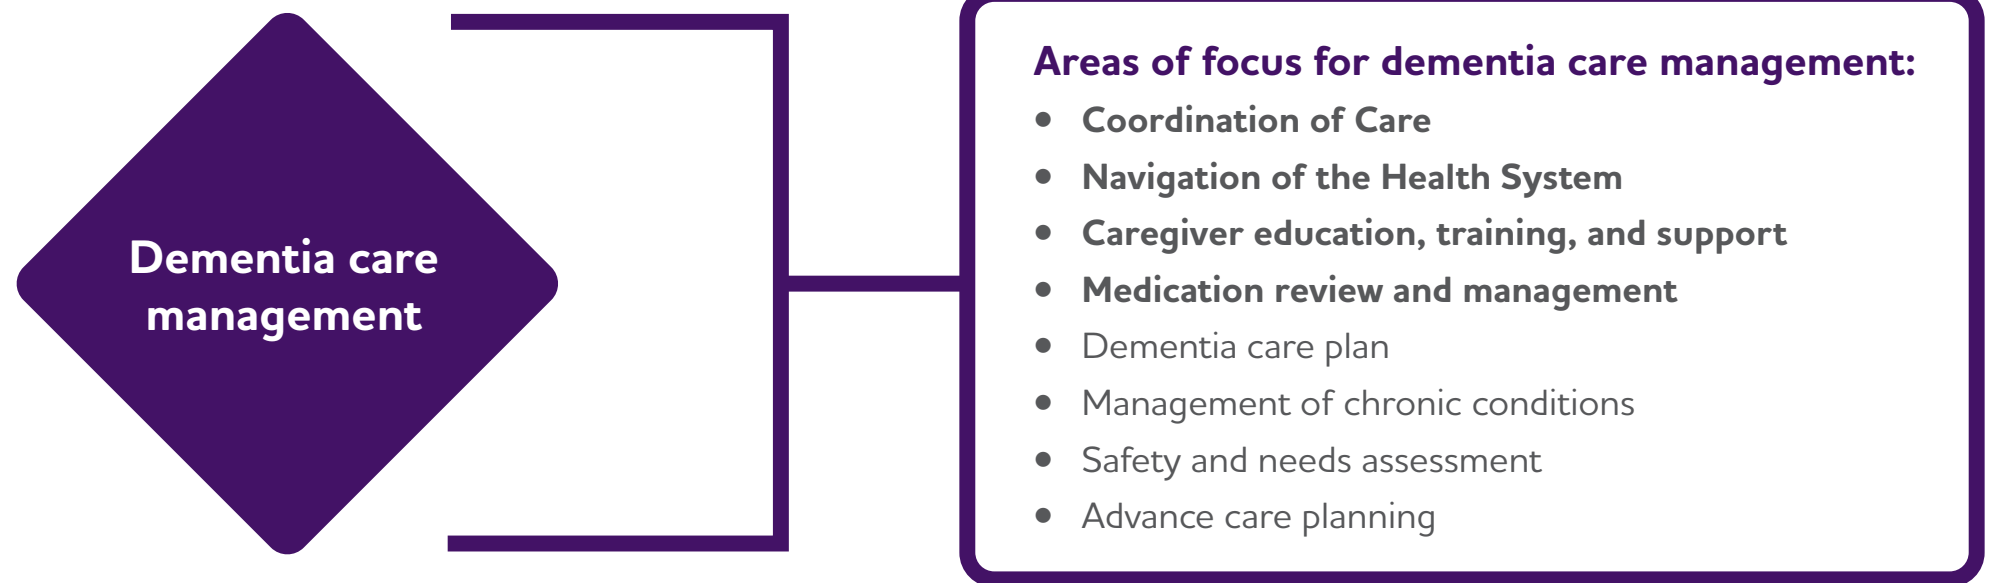 Dementia care
management
Areas of focus for dementia care management:
• Coordination of Care
• Navigation of the Health System
• Caregiver education, training, and support
• Medication review and management
• Dementia care plan
• Management of chronic conditions
• Safety and needs assessment
• Advance care planning